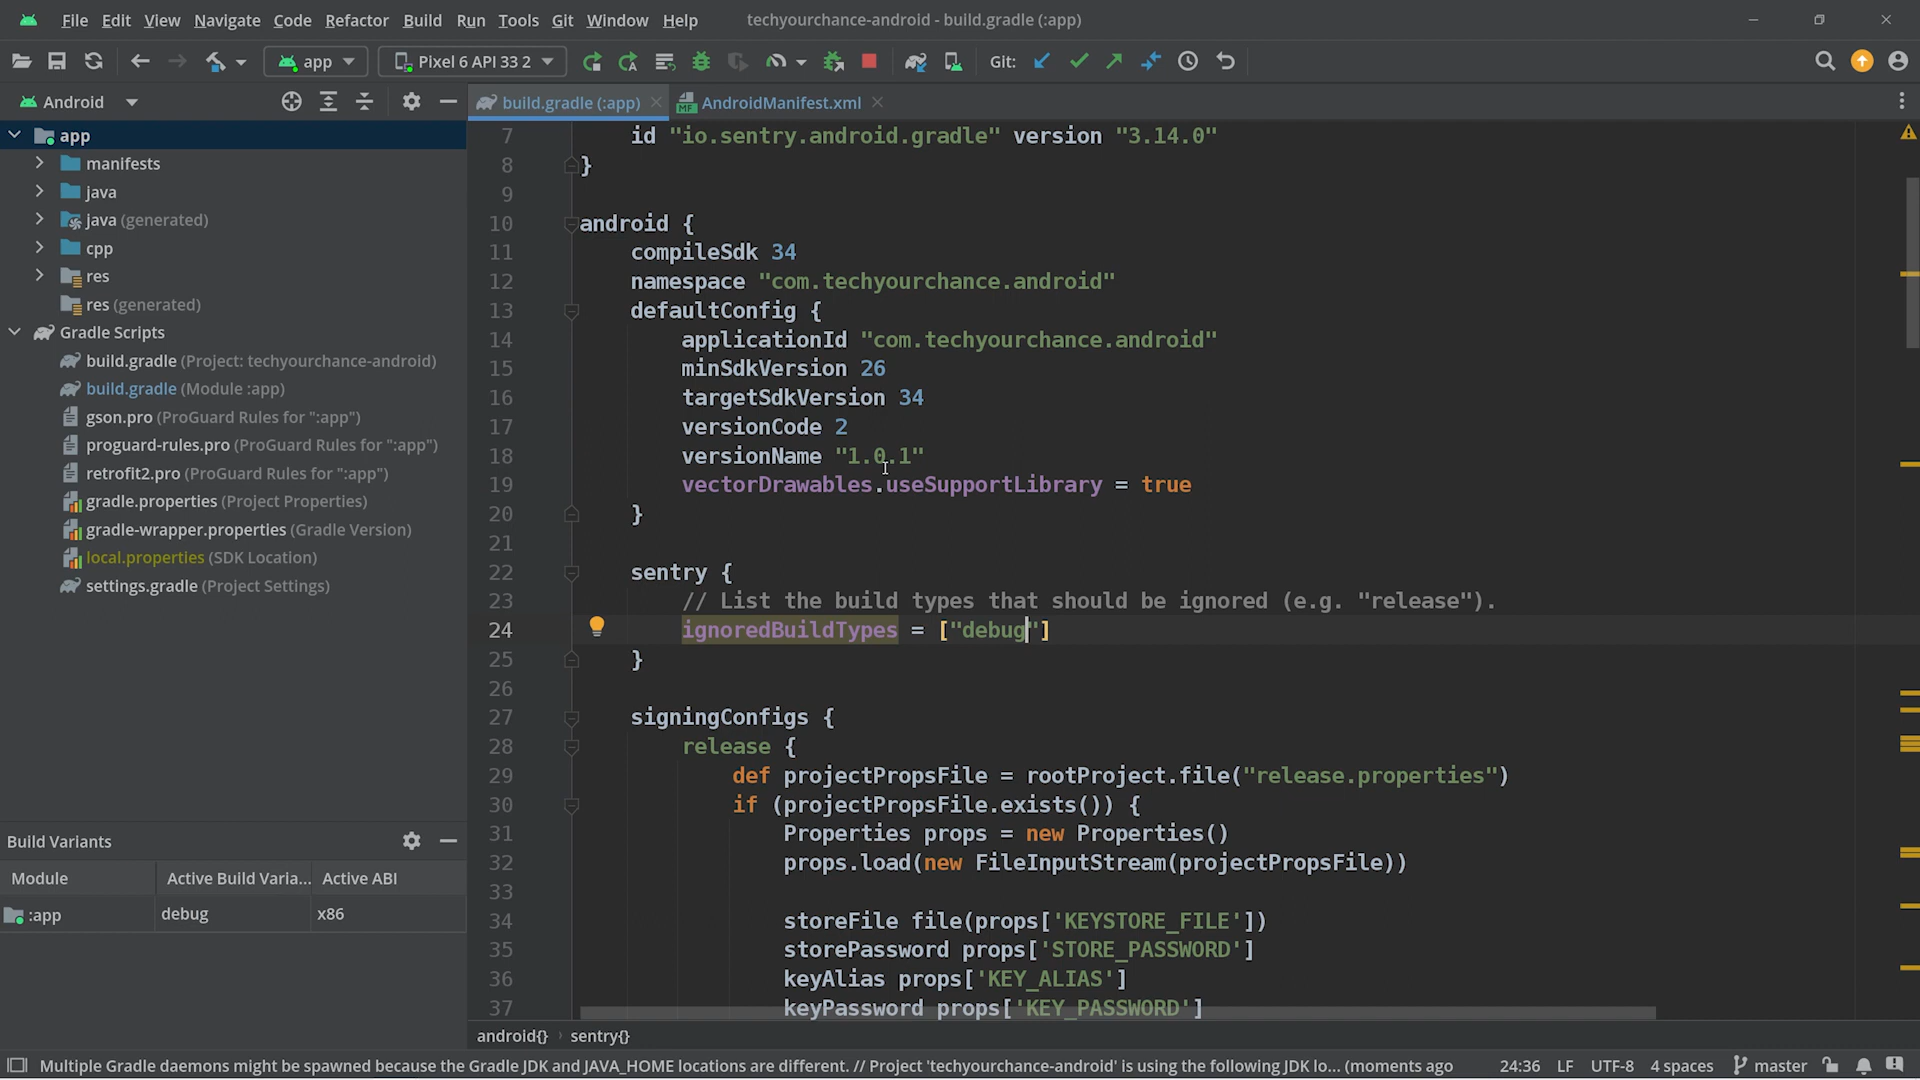 File Edit View Navigate Code Refactor Build Run Tools Git Window Help techyourchance-android - build.gradle (:app)
app Pixel 6 API 33 2 Git:
Android build.gradle (:app) AndroidManifest.xml
app
manifests
java
java (generated)
cpp
res
res (generated)
Gradle Scripts
build.gradle (Project: techyourchance-android)
build.gradle (Module :app)
gson.pro (ProGuard Rules for ":app")
proguard-rules.pro (ProGuard Rules for ":app")
retrofit2.pro (ProGuard Rules for ":app")
gradle.properties (Project Properties)
gradle-wrapper.properties (Gradle Version)
local.properties (SDK Location)
settings.gradle (Project Settings)
Build Variants
Module Active Build Varia... Active ABI
:app debug x86
7 id "io.sentry.android.gradle" version "3.14.0"
8 }
9
10 android {
11 compileSdk 34
12 namespace "com.techyourchance.android"
13 defaultConfig {
14 applicationId "com.techyourchance.android"
15 minSdkVersion 26
16 targetSdkVersion 34
17 versionCode 2
18 versionName "1.0.1"
19 vectorDrawables.useSupportLibrary = true
20 }
21
22 sentry {
23 // List the build types that should be ignored (e.g. "release").
24 ignoredBuildTypes = ["debug"]
25 }
26
27 signingConfigs {
28 release {
29 def projectPropsFile = rootProject.file("release.properties")
30 if (projectPropsFile.exists()) {
31 Properties props = new Properties()
32 props.load(new FileInputStream(projectPropsFile))
33
34 storeFile file(props['KEYSTORE_FILE'])
35 storePassword props['STORE_PASSWORD']
36 keyAlias props['KEY_ALIAS']
37 keyPassword props['KEY_PASSWORD']
android{} › sentry{}
Multiple Gradle daemons might be spawned because the Gradle JDK and JAVA_HOME locations are different. // Project 'techyourchance-android' is using the following JDK lo... (moments ago 24:36 LF UTF-8 4 spaces master